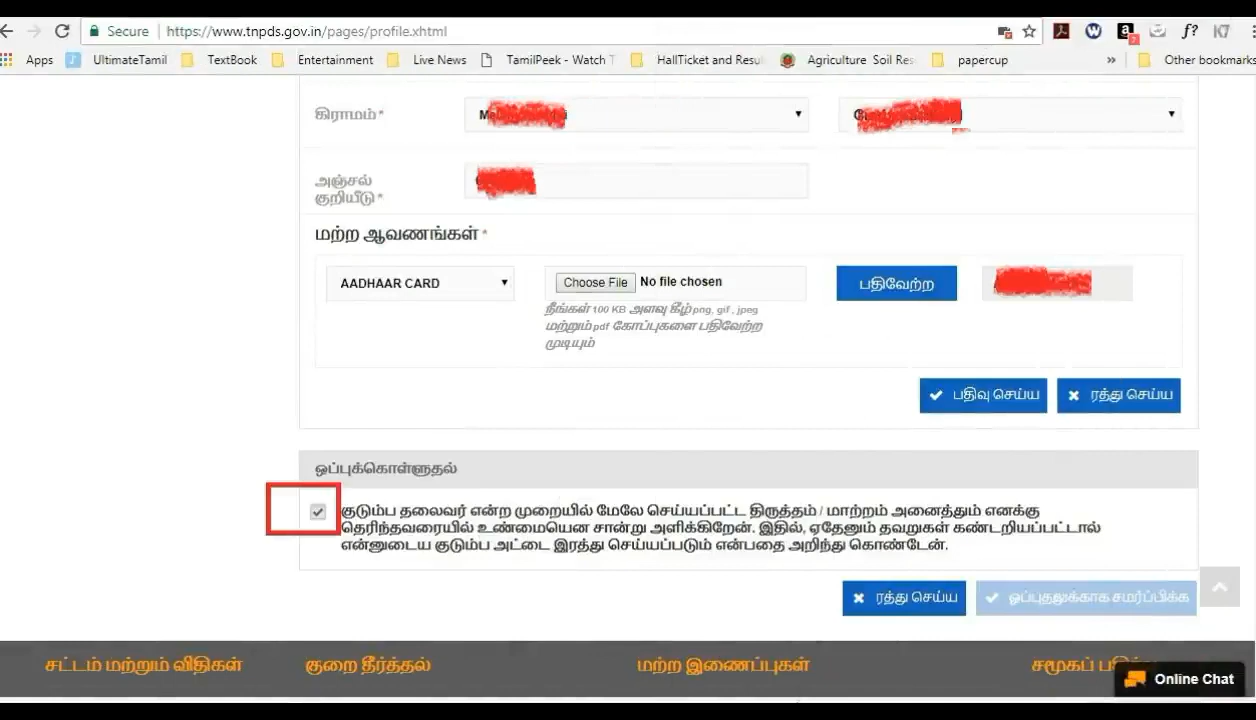 Secure https://www.tnpds.gov.in/pages/profile.xhtml
Apps UltimateTamil TextBook Entertainment Live News TamilPeek - Watch HallTicket and Resu Agriculture Soil Res papercup » Other bookmarks
கிராமம்*
அஞ்சல்
குறியீடு*
மற்ற ஆவணங்கள் *
AADHAAR CARD Choose File No file chosen பதிவேற்ற
நீங்கள் 100 KB அளவு கீழ் png, gif , jpeg
மற்றும் pdf கோப்புகளை பதிவேற்ற
முடியும்
பதிவு செய்ய ரத்து செய்ய
ஒப்புக்கொள்ளுதல்
குடும்ப தலைவர் என்ற முறையில் மேலே செய்யப்பட்ட திருத்தம் / மாற்றம் அனைத்தும் எனக்கு
தெரிந்தவரையில் உண்மையென சான்று அளிக்கிறேன். இதில், ஏதேனும் தவறுகள் கண்டறியப்பட்டால்
என்னுடைய குடும்ப அட்டை இரத்து செய்யப்படும் என்பதை அறிந்து கொண்டேன்.
ரத்து செய்ய ஒப்புதலுக்காக சமர்ப்பிக்க
சட்டம் மற்றும் விதிகள் குறை தீர்த்தல் மற்ற இணைப்புகள் சமூகப்
Online Chat